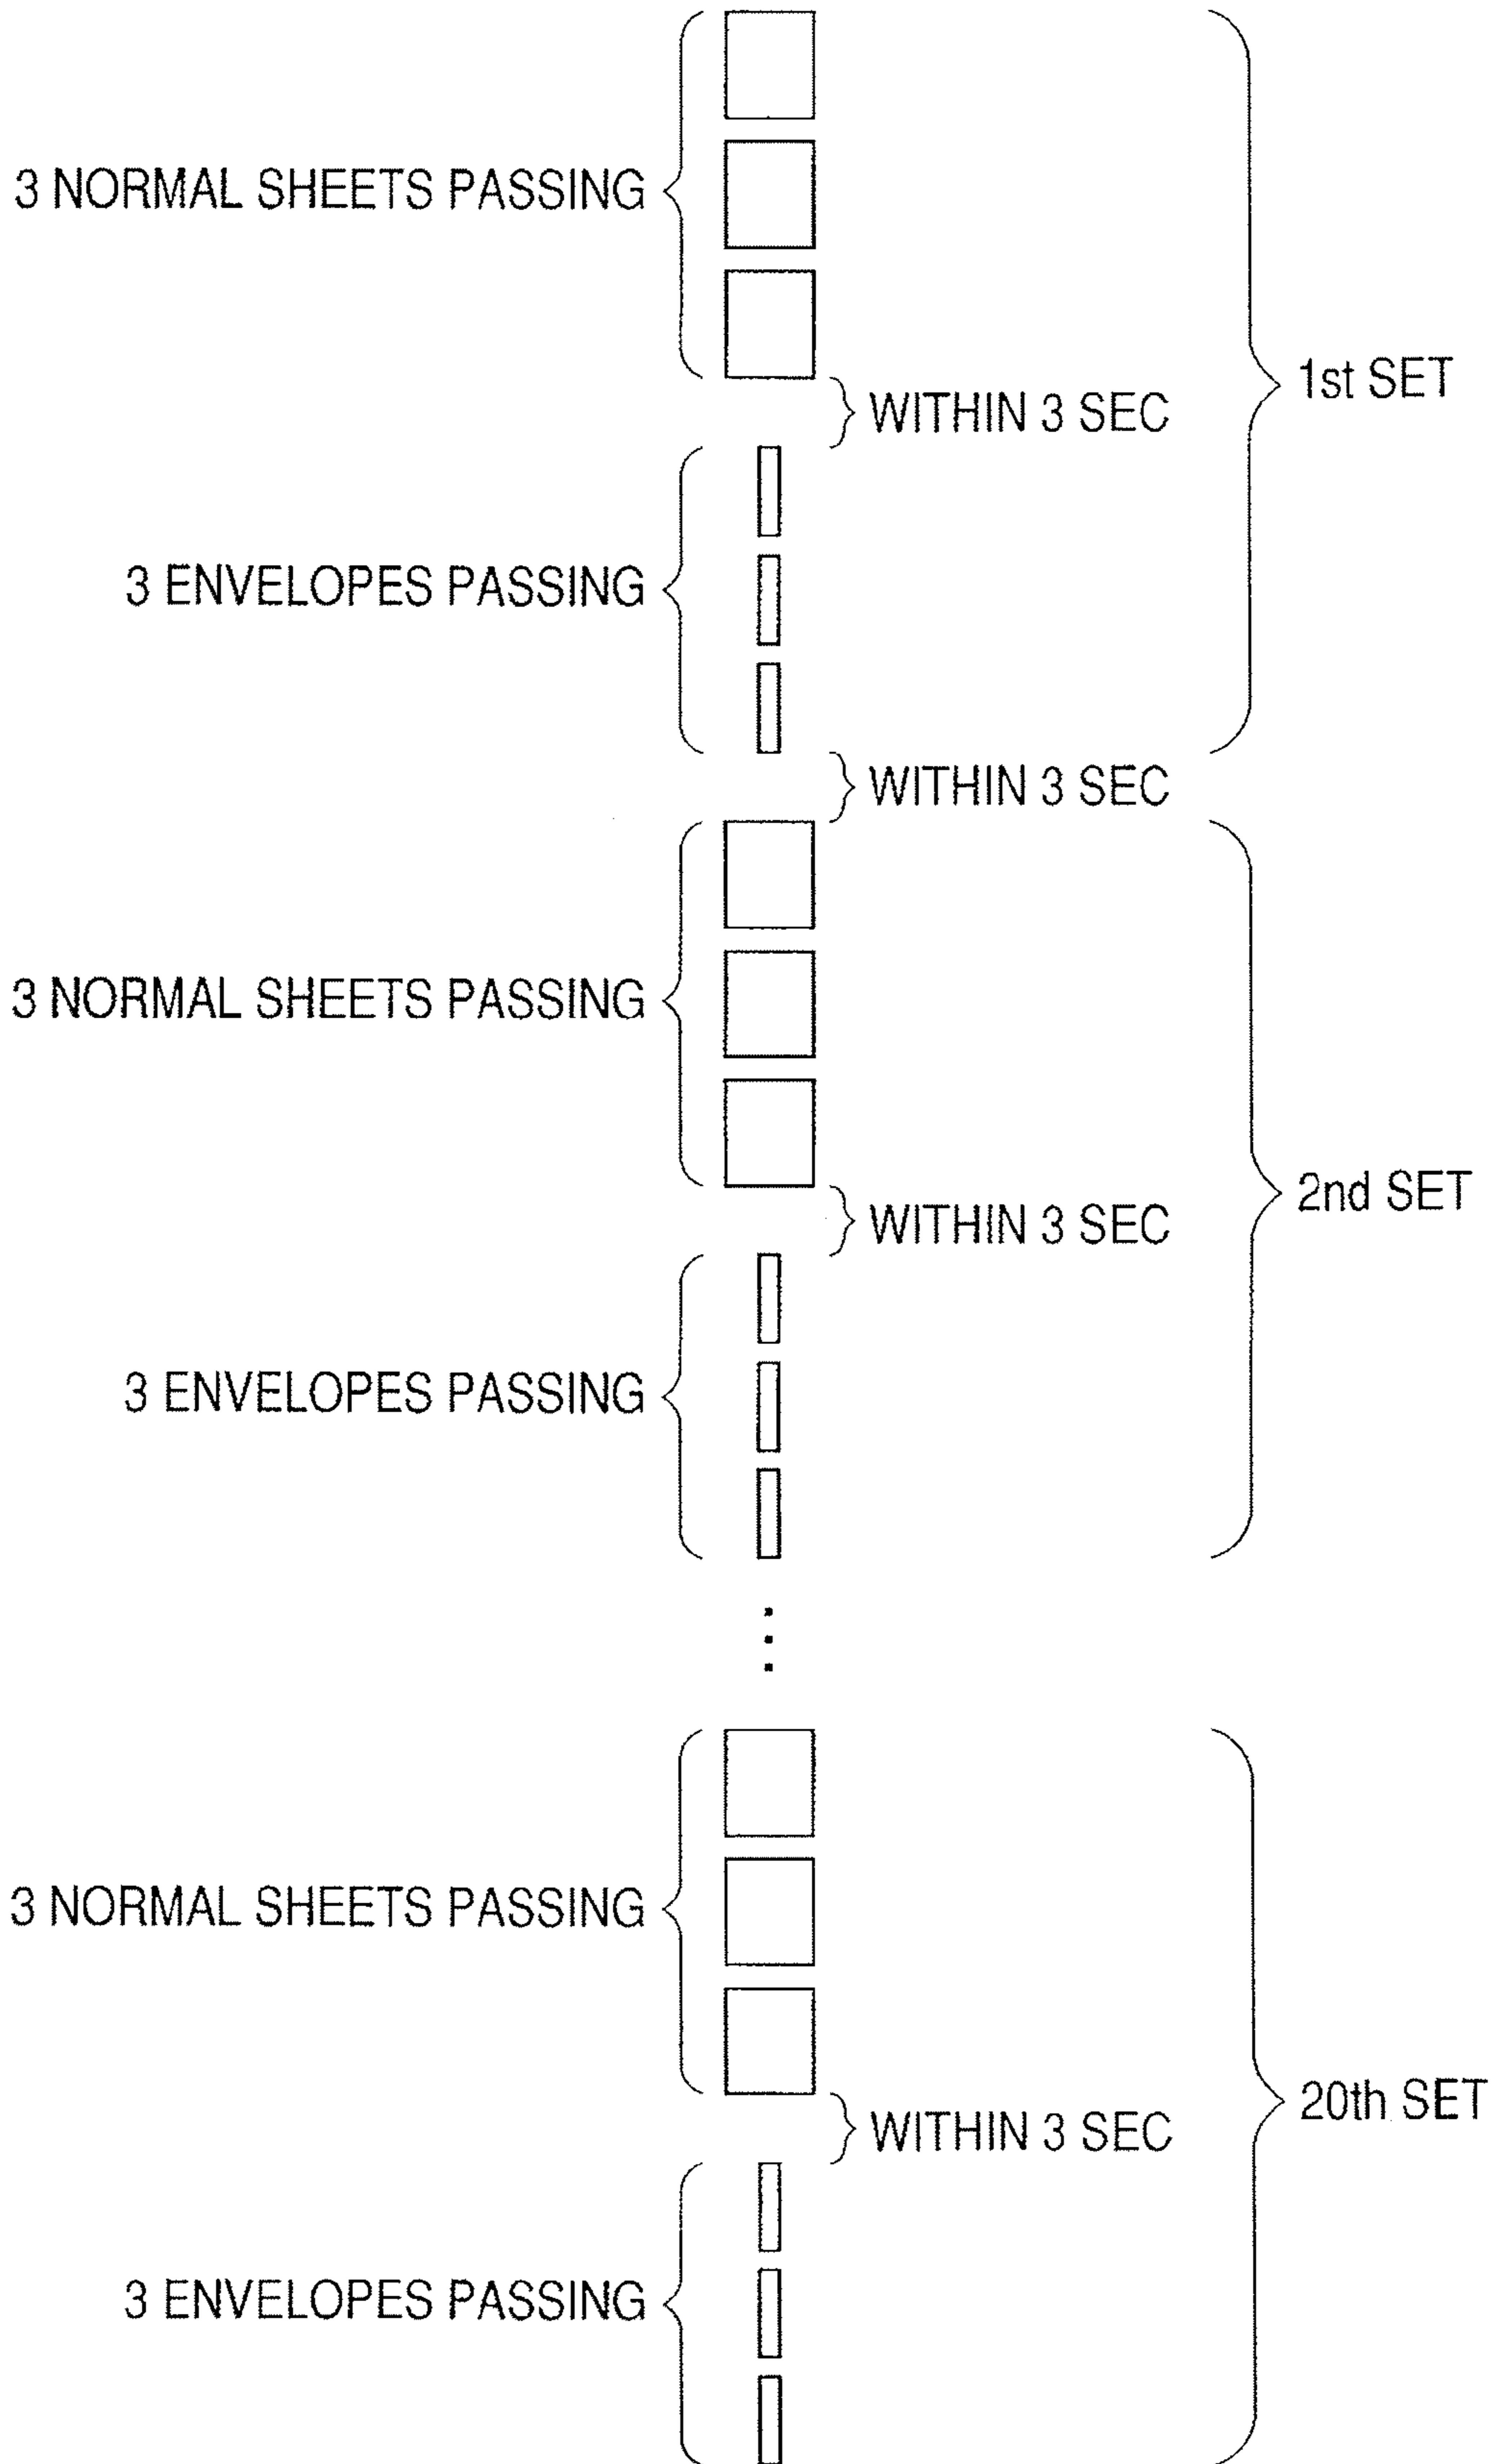 3 NORMAL SHEETS PASSING
1st SET
WITHIN 3 SEC
3 ENVELOPES PASSING
WITHIN 3 SEC
3 NORMAL SHEETS PASSING
2nd SET
WITHIN 3 SEC
3 ENVELOPES PASSING
3 NORMAL SHEETS PASSING
20th SET
WITHIN 3 SEC
3 ENVELOPES PASSING